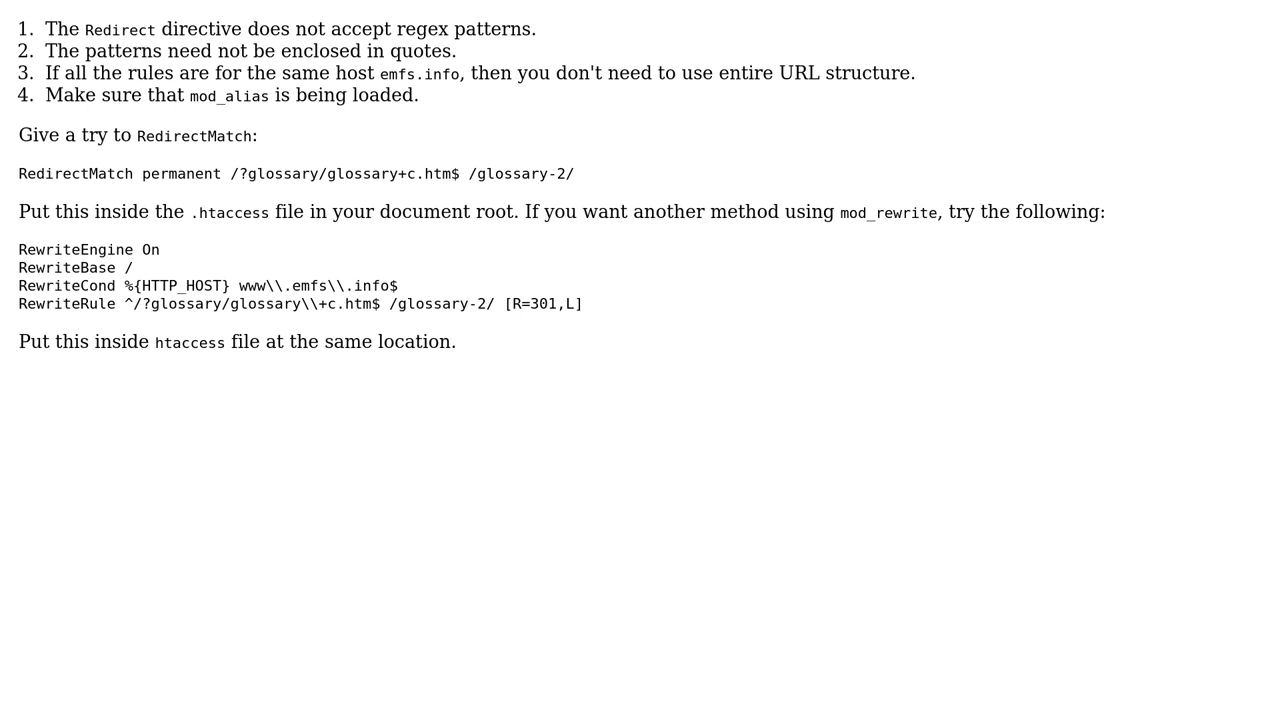 1. The Redirect directive does not accept regex patterns.
2. The patterns need not be enclosed in quotes.
3. If all the rules are for the same host emfs.info, then you don't need to use entire URL structure.
4. Make sure that mod_alias is being loaded.
Give a try to RedirectMatch:
RedirectMatch permanent /?glossary/glossary+c.htm$ /glossary-2/
Put this inside the .htaccess file in your document root. If you want another method using mod_rewrite, try the following:
RewriteEngine On
RewriteBase /
RewriteCond %{HTTP_HOST} www\\.emfs\\.info$
RewriteRule ^/?glossary/glossary\\+c.htm$ /glossary-2/ [R=301,L]
Put this inside htaccess file at the same location.